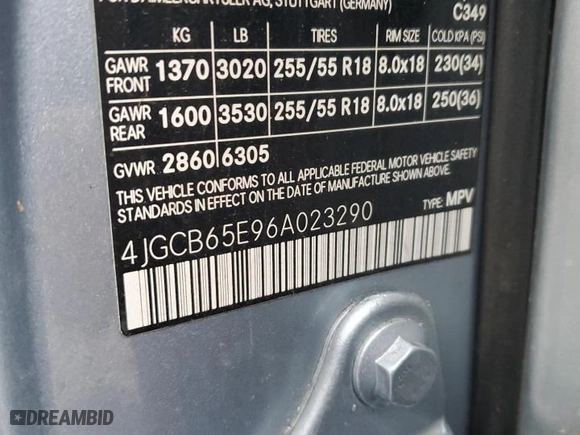 C349
KG LB TIRES RIM SIZE COLD KPA (PSI)
GAWR FRONT 1370 3020 255/55 R18 8.0x18 230(34)
GAWR REAR 1600 3530 255/55 R18 8.0x18 250(36)
GVWR 2860 6305
THIS VEHICLE CONFORMS TO ALL APPLICABLE FEDERAL MOTOR VEHICLE SAFETY
STANDARDS IN EFFECT ON THE DATE OF MANUFACTURE SHOWN ABOVE.
4JGCB65E96A023290 TYPE: MPV
DREAMBID